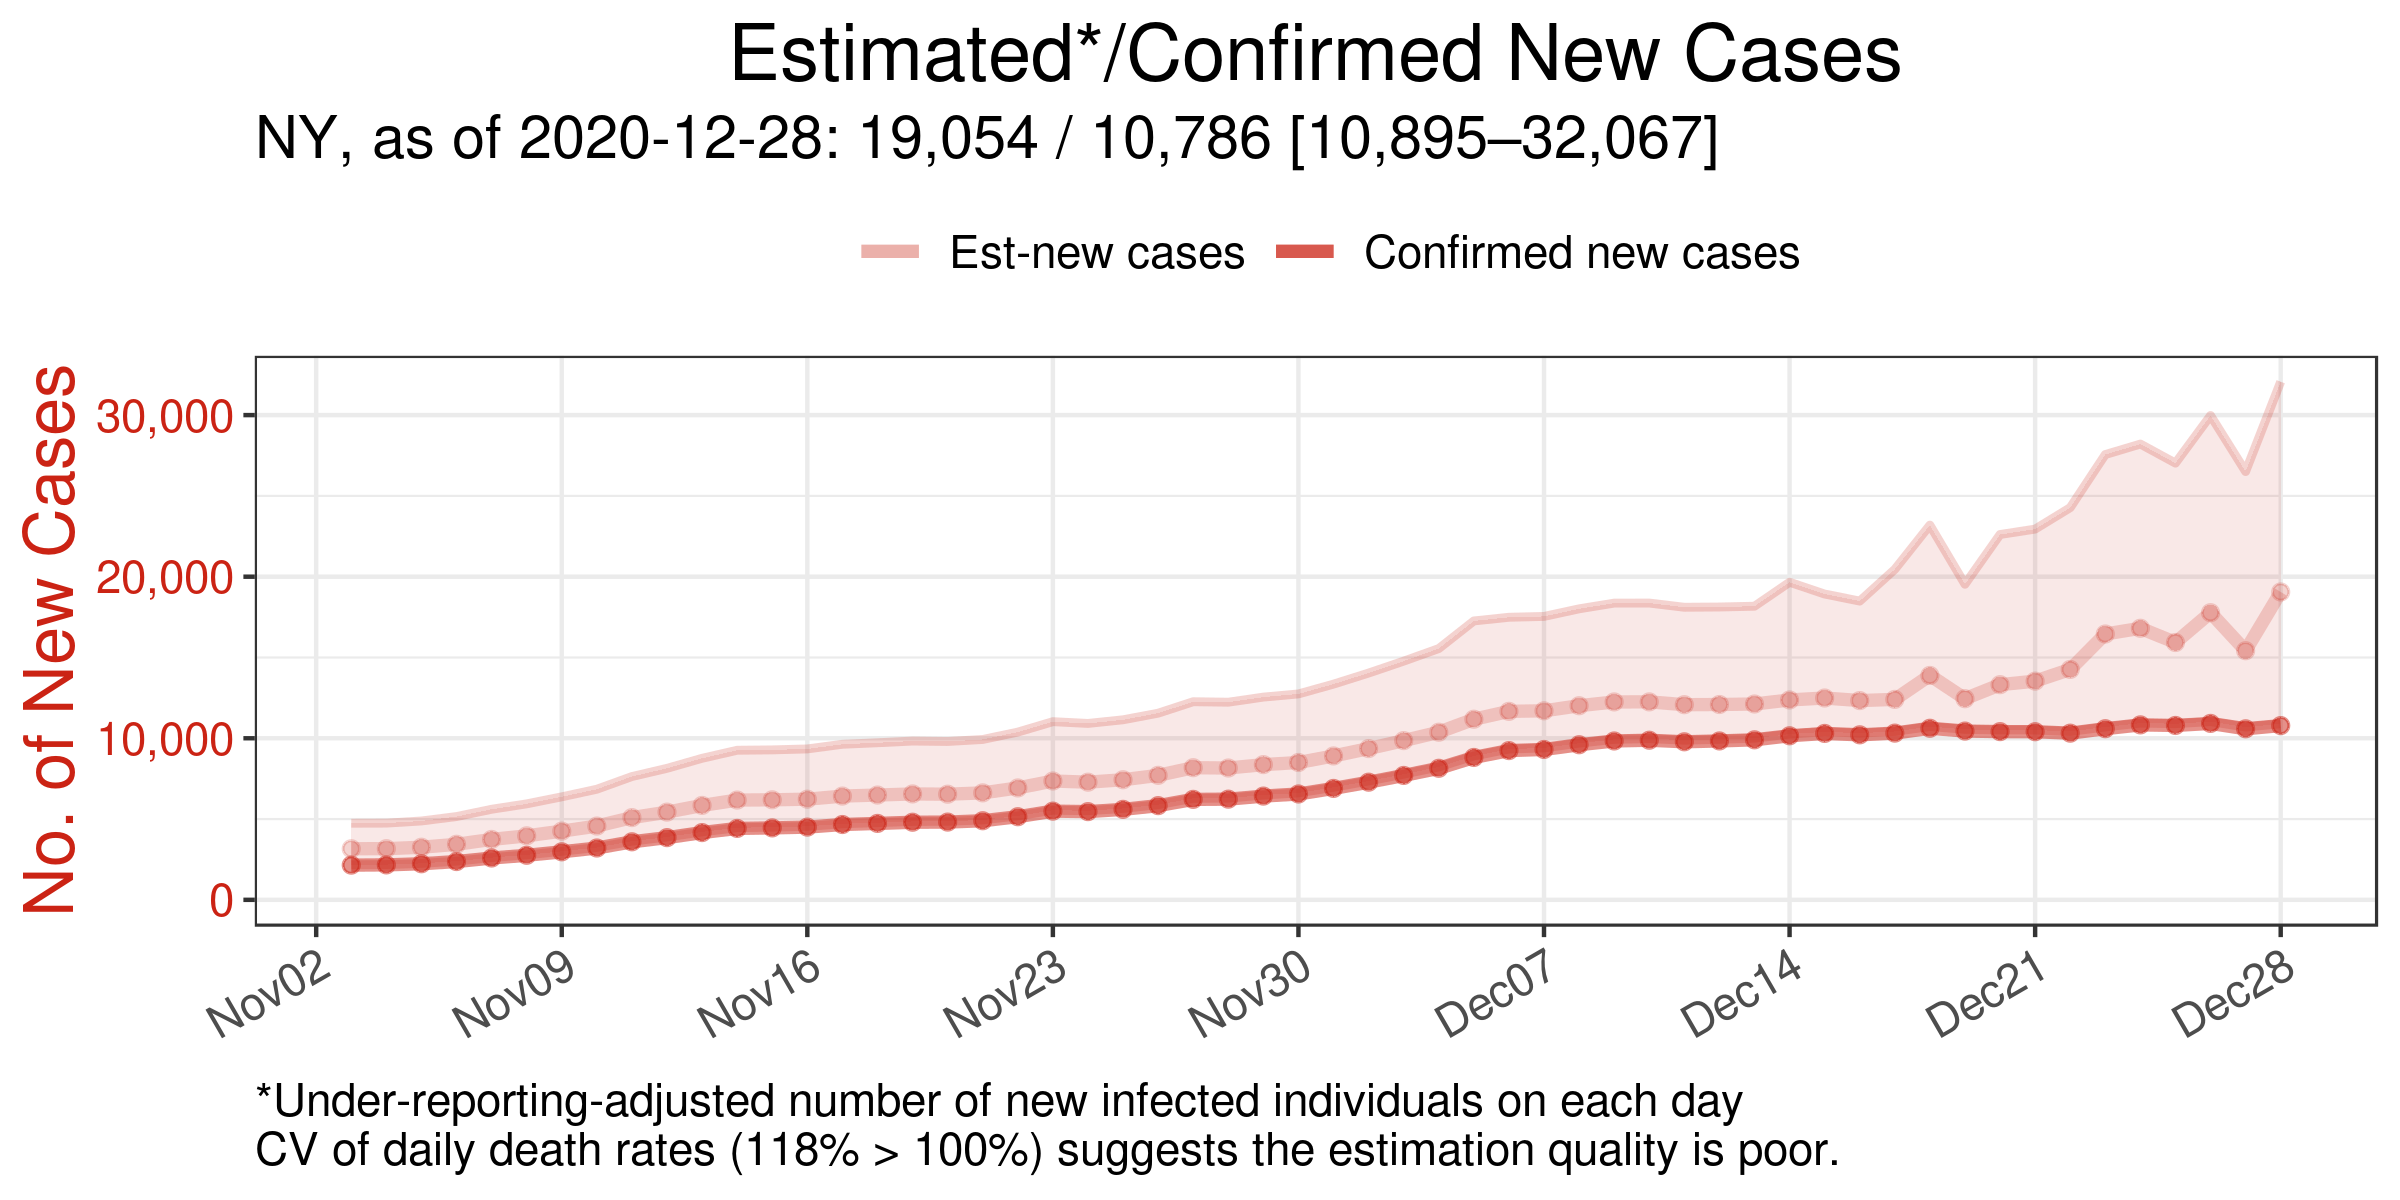 Estimated*/Confirmed New Cases
NY, as of 2020-12-28: 19,054 / 10,786 [10,895–32,067]
Est-new cases
Confirmed new cases
No. of New Cases
30,000
20,000
10,000
0
Nov02
Nov09
Nov16
Nov23
Nov30
Dec07
Dec14
Dec21
Dec28
*Under-reporting-adjusted number of new infected individuals on each day
CV of daily death rates (118% > 100%) suggests the estimation quality is poor.